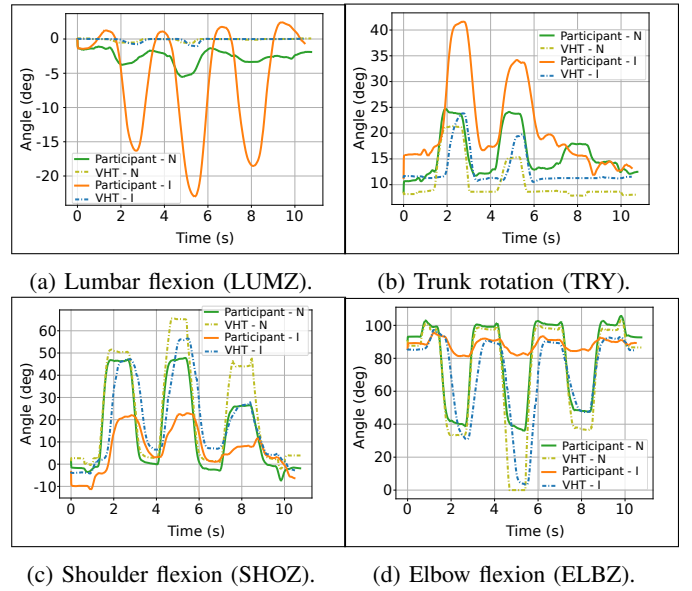 0
-5
-10
-15
-20
Angle (deg)
Participant - N
VHT - N
Participant - I
VHT - I
0 2 4 6 8 10
Time (s)
(a) Lumbar flexion (LUMZ).
40
35
30
25
20
15
10
Angle (deg)
Participant - N
VHT - N
Participant - I
VHT - I
0 2 4 6 8 10
Time (s)
(b) Trunk rotation (TRY).
60
50
40
30
20
10
0
-10
Angle (deg)
Participant - N
VHT - N
Participant - I
VHT - I
0 2 4 6 8 10
Time (s)
(c) Shoulder flexion (SHOZ).
100
80
60
40
20
0
Angle (deg)
Participant - N
VHT - N
Participant - I
VHT - I
0 2 4 6 8 10
Time (s)
(d) Elbow flexion (ELBZ).